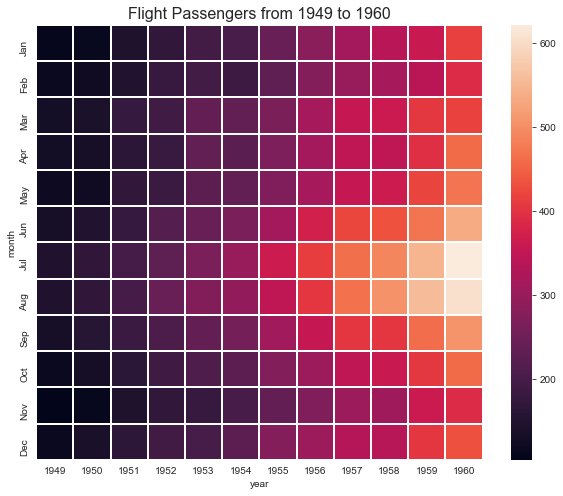 Flight Passengers from 1949 to 1960
month
Jan
Feb
Mar
Apr
May
Jun
Jul
Aug
Sep
Oct
Nov
Dec
1949 1950 1951 1952 1953 1954 1955 1956 1957 1958 1959 1960
year
600
500
400
300
200